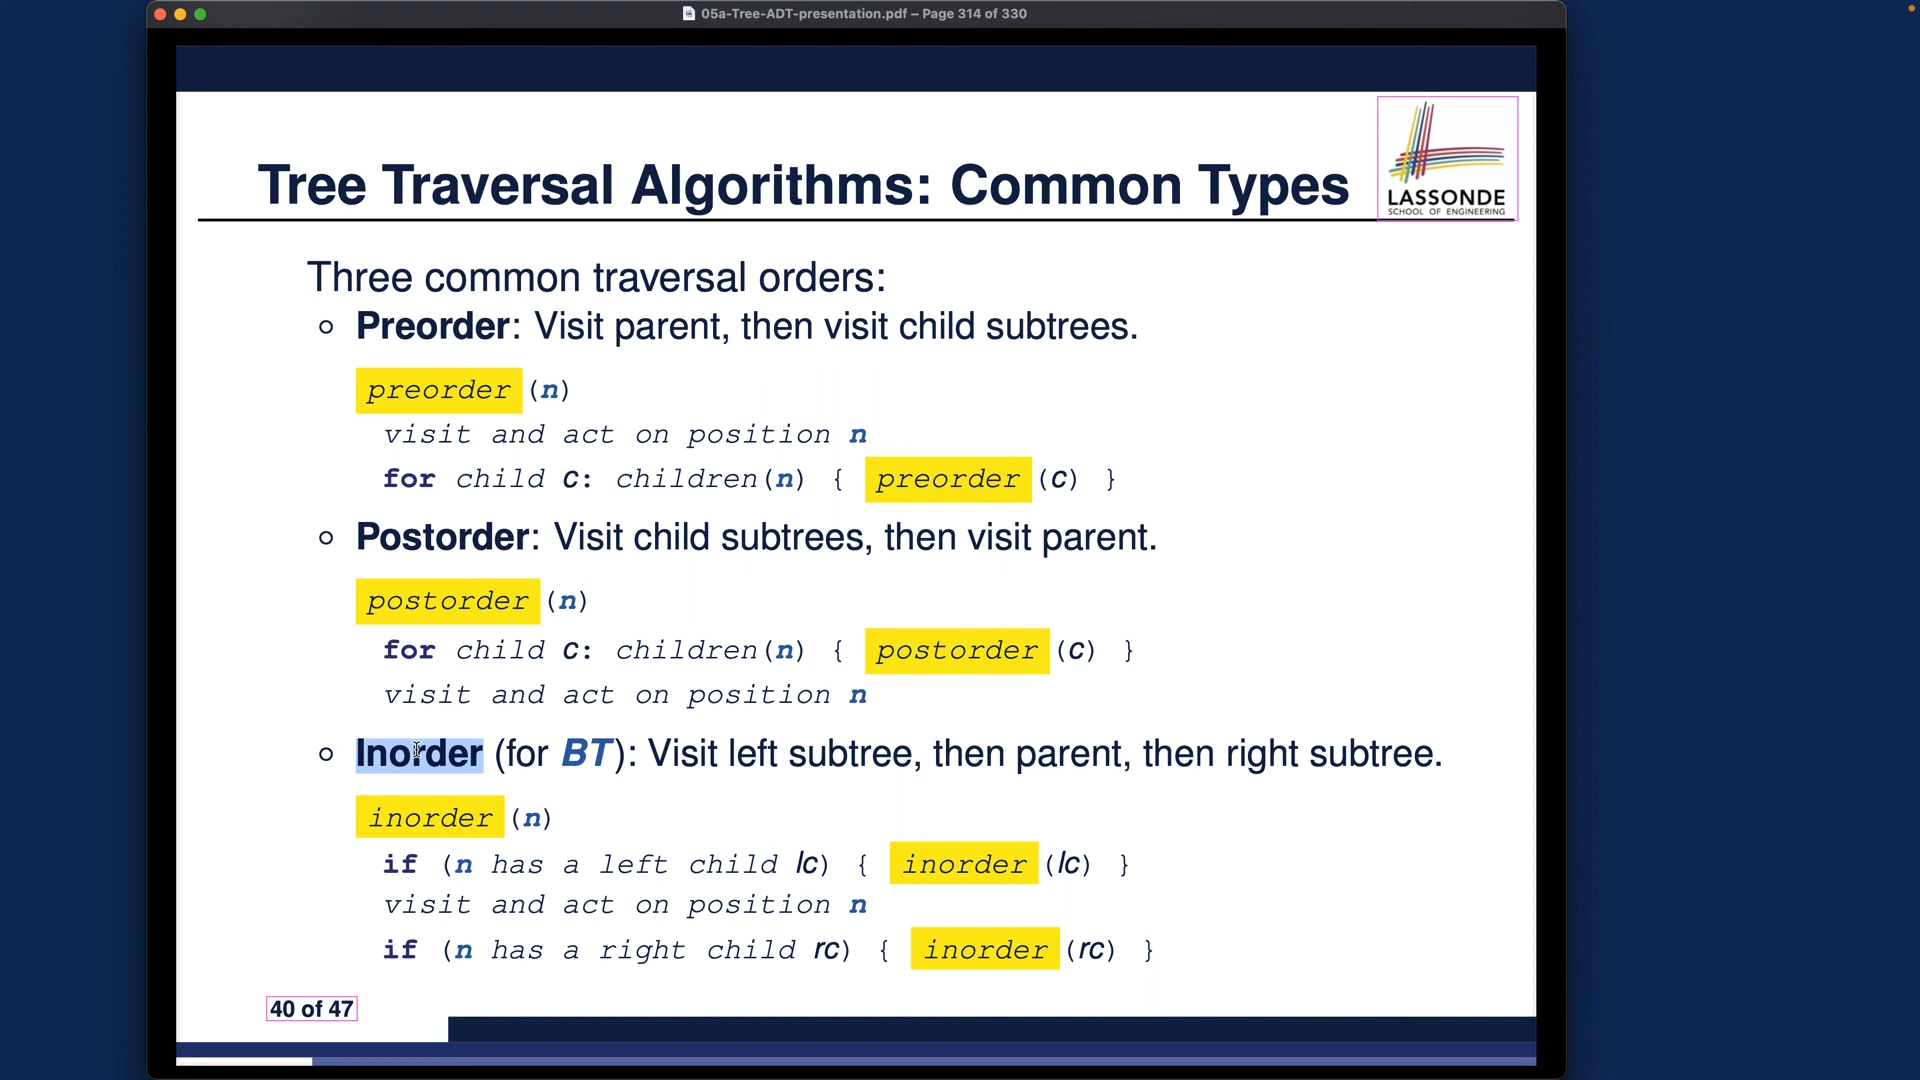 05a-Tree-ADT-presentation.pdf – Page 314 of 330
Tree Traversal Algorithms: Common Types
LASSONDE
SCHOOL OF ENGINEERING
Three common traversal orders:
○ Preorder: Visit parent, then visit child subtrees.
preorder (n)
visit and act on position n
for child c: children(n) { preorder (c) }
○ Postorder: Visit child subtrees, then visit parent.
postorder (n)
for child c: children(n) { postorder (c) }
visit and act on position n
○ Inorder (for BT): Visit left subtree, then parent, then right subtree.
inorder (n)
if (n has a left child lc) { inorder (lc) }
visit and act on position n
if (n has a right child rc) { inorder (rc) }
40 of 47